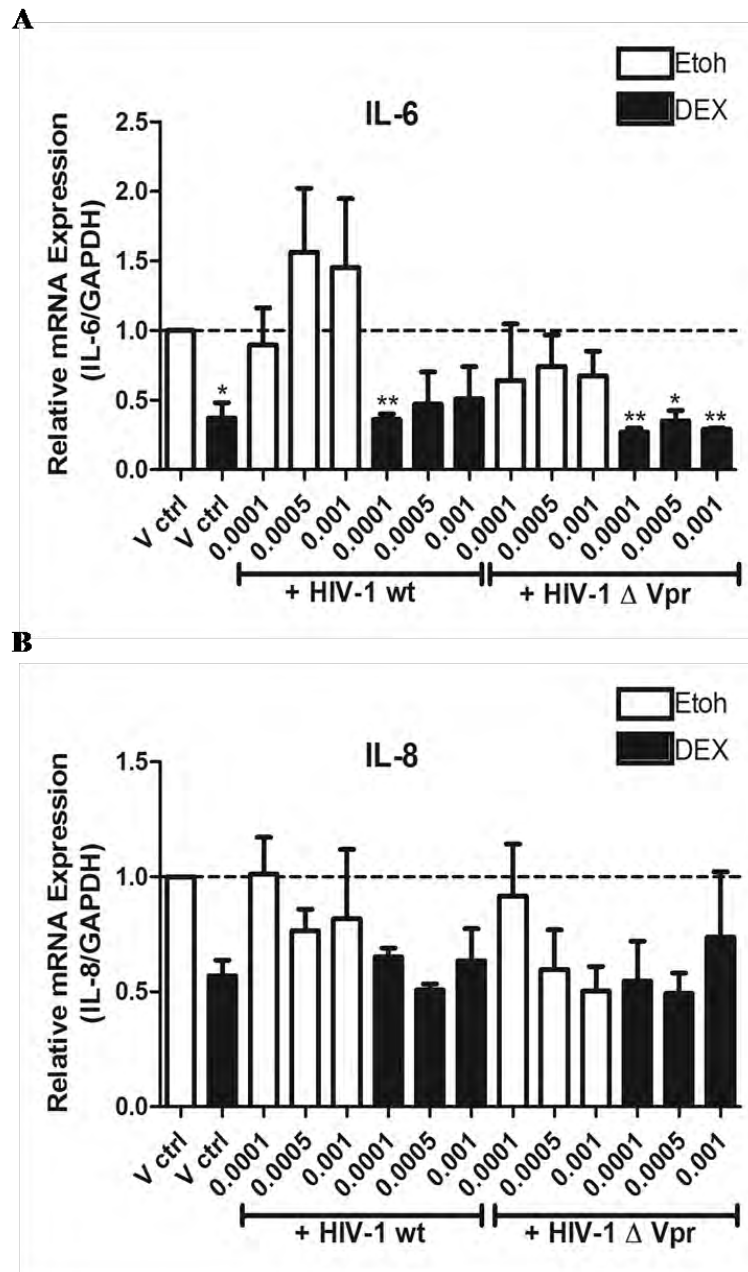 A
Etoh
DEX
IL-6
Relative mRNA Expression
(IL-6/GAPDH)
2.5
2.0
1.5
1.0
0.5
0.0
*
**
**
*
**
V ctrl V ctrl 0.0001 0.0005 0.001 0.0001 0.0005 0.001 0.0001 0.0005 0.001 0.0001 0.0005 0.001
+ HIV-1 wt
+ HIV-1 Δ Vpr
B
Etoh
DEX
IL-8
Relative mRNA Expression
(IL-8/GAPDH)
1.5
1.0
0.5
0.0
V ctrl V ctrl 0.0001 0.0005 0.001 0.0001 0.0005 0.001 0.0001 0.0005 0.001 0.0001 0.0005 0.001
+ HIV-1 wt
+ HIV-1 Δ Vpr